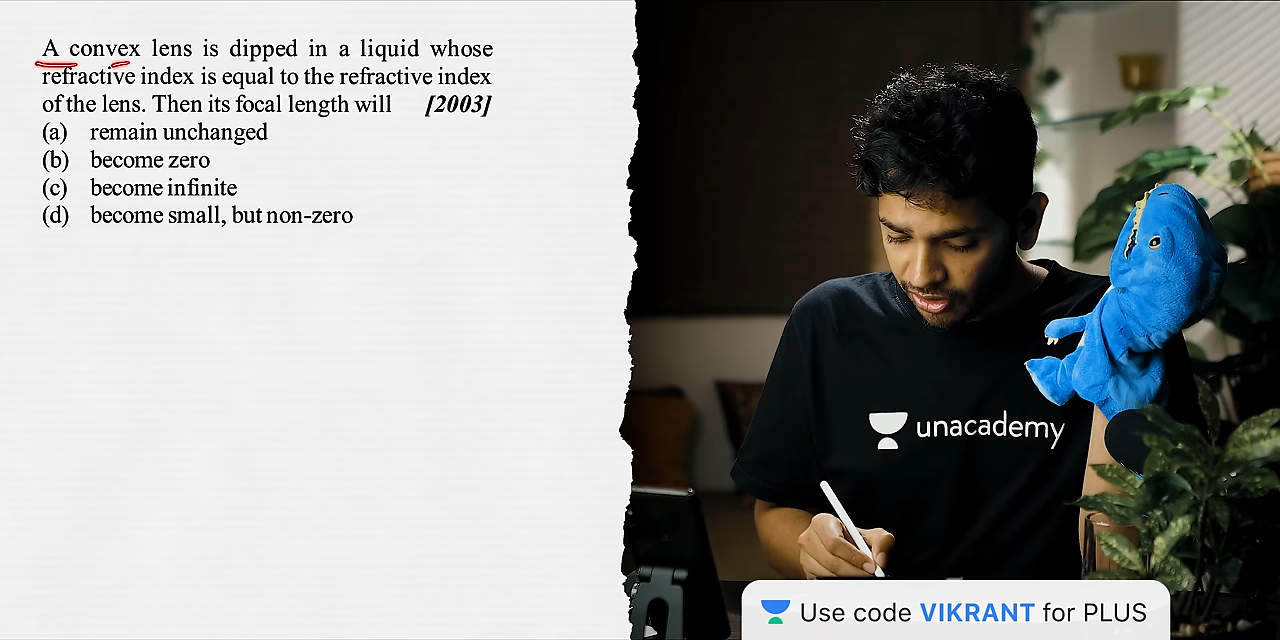 A convex lens is dipped in a liquid whose
refractive index is equal to the refractive index
of the lens. Then its focal length will [2003]
(a) remain unchanged
(b) become zero
(c) become infinite
(d) become small, but non-zero
unacademy
Use code VIKRANT for PLUS